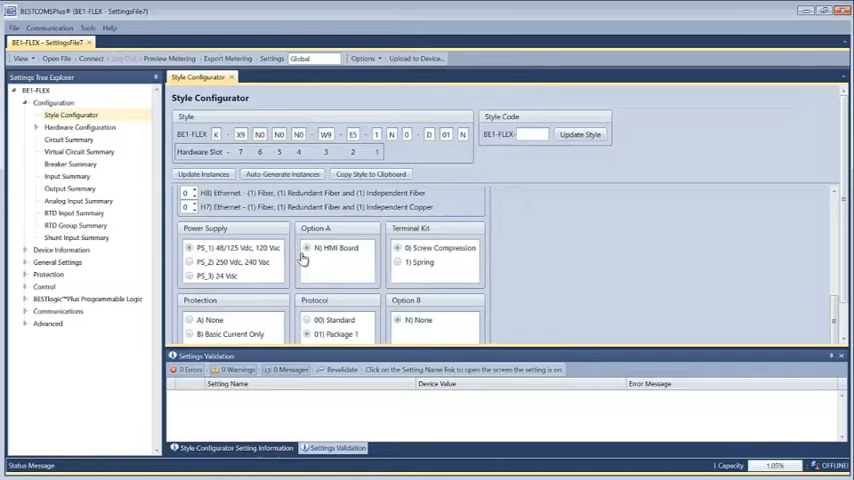 BESTCOMSPlus® (BE1-FLEX - SettingsFile7)
File Communication Tools Help
BE1-FLEX - SettingsFile7 ×
View Open File Connect Log Out Preview Metering Export Metering Settings Global Options Upload to Device...
Settings Tree Explorer
BE1-FLEX
Configuration
Style Configurator
Hardware Configuration
Circuit Summary
Virtual Circuit Summary
Breaker Summary
Input Summary
Output Summary
Analog Input Summary
RTD Input Summary
RTD Group Summary
Shunt Input Summary
Device Information
General Settings
Protection
Control
BESTlogic™Plus Programmable Logic
Communications
Advanced
Style Configurator ×
Style Configurator
Style
BE1-FLEX K - X9 N0 N0 N0 - W9 - E5 - 1 N 0 - D 01 N
Hardware Slot - 7 6 5 4 3 2 1
Style Code
BE1-FLEX- Update Style
Update Instances Auto-Generate Instances Copy Style to Clipboard
0 H8) Ethernet - (1) Fiber, (1) Redundant Fiber and (1) Independent Fiber
0 H7) Ethernet - (1) Fiber, (1) Redundant Fiber and (1) Independent Copper
Power Supply
PS_1) 48/125 Vdc, 120 Vac
PS_2) 250 Vdc, 240 Vac
PS_3) 24 Vdc
Option A
N) HMI Board
Terminal Kit
0) Screw Compression
1) Spring
Protection
A) None
B) Basic Current Only
Protocol
00) Standard
01) Package 1
Option B
N) None
Settings Validation
0 Errors 0 Warnings 0 Messages Revalidate Click on the Setting Name link to open the screen the setting is on.
Setting Name Device Value Error Message
Style Configurator Setting Information Settings Validation
Status Message Capacity 1.05% OFFLINE!